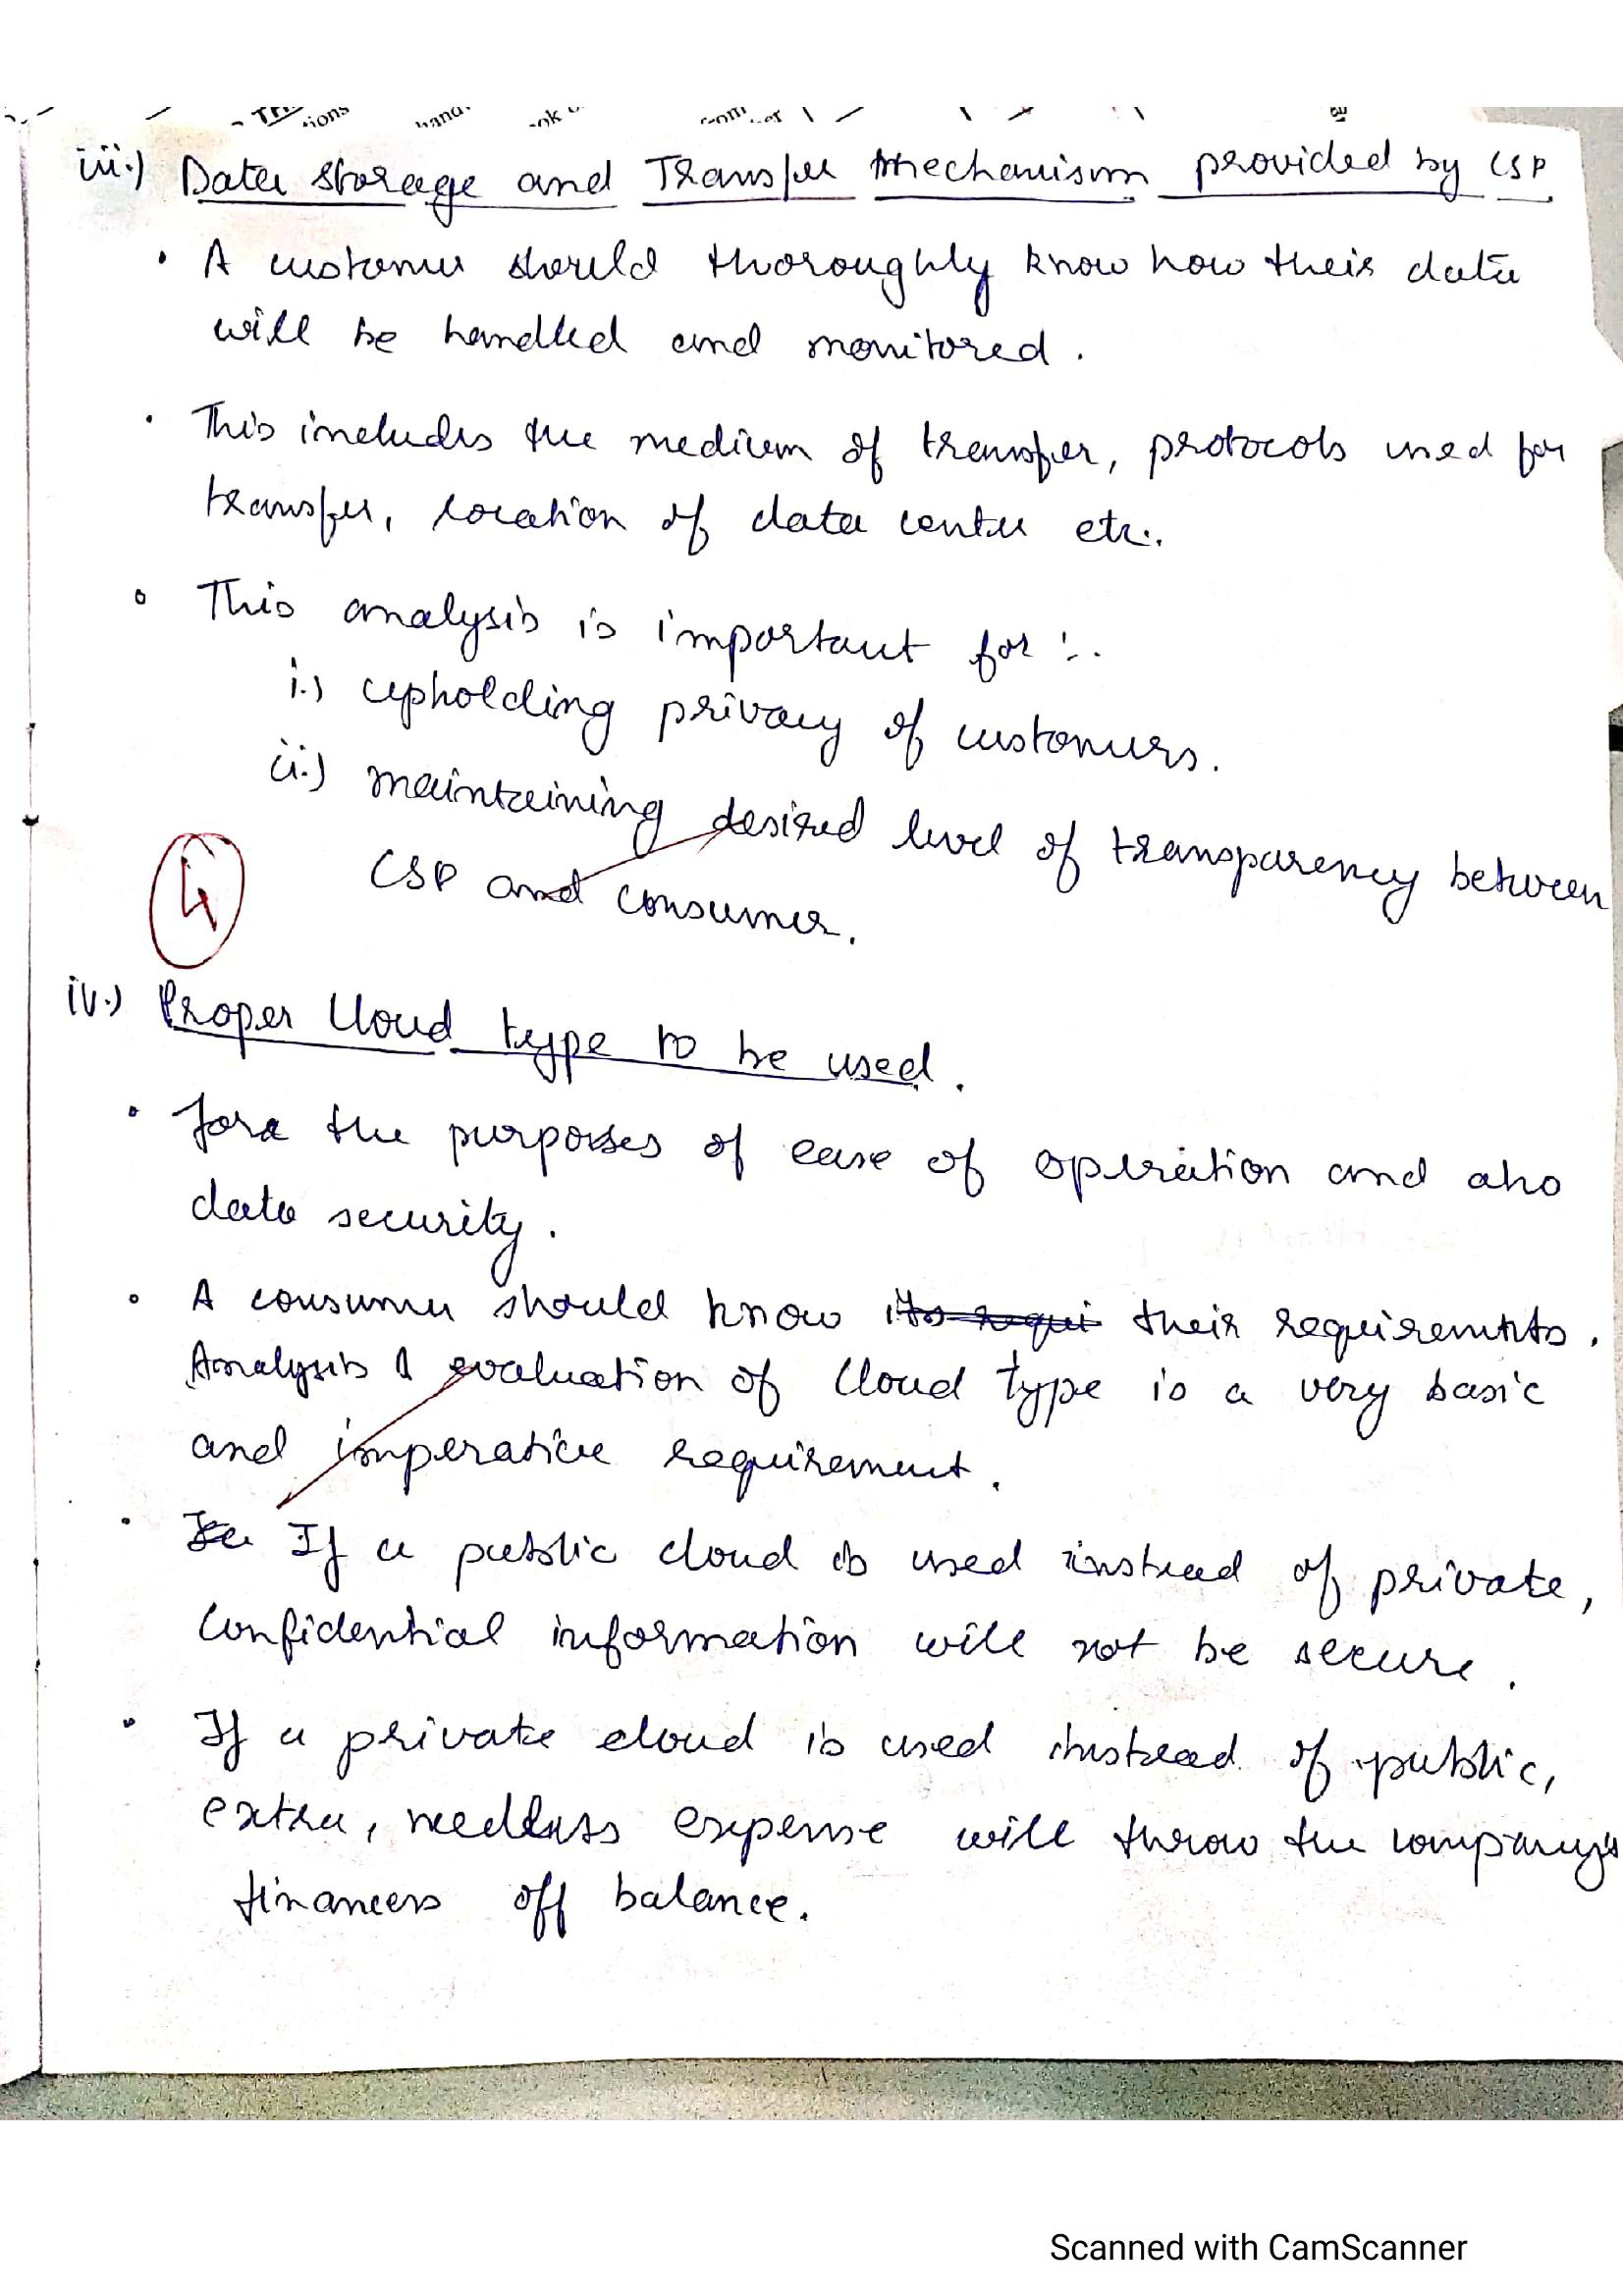 ions
iii.) Data storage and Transfer Mechanism provided by CSP
• A customer should thoroughly know how their data
will be handled and monitored.
• This includes the medium of transfer, protocols used for
transfer, location of data center etc.
• This analysis is important for :-
i.) upholding privacy of customers.
ii.) maintaining desired level of transparency between
4
CSP and consumer.
iv.) Proper Cloud type to be used.
• For the purposes of ease of operation and also
data security.
• A consumer should know its requi their requirements.
Analysis & evaluation of Cloud type is a very basic
and imperative requirement.
• If a public cloud is used instead of private,
Confidential information will not be secure.
• If a private cloud is used instead of public,
extra, needless expense will throw the company's
finances off balance.
Scanned with CamScanner